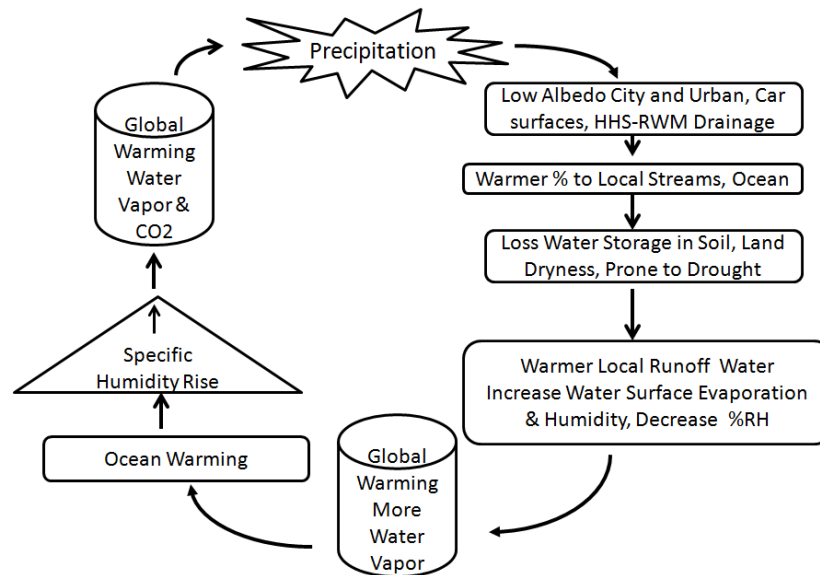 Precipitation
Low Albedo City and Urban, Car
surfaces, HHS-RWM Drainage
Warmer % to Local Streams, Ocean
Loss Water Storage in Soil, Land
Dryness, Prone to Drought
Warmer Local Runoff Water
Increase Water Surface Evaporation
& Humidity, Decrease %RH
Global
Warming
More
Water
Vapor
Ocean Warming
Specific
Humidity Rise
Global
Warming
Water
Vapor &
CO2